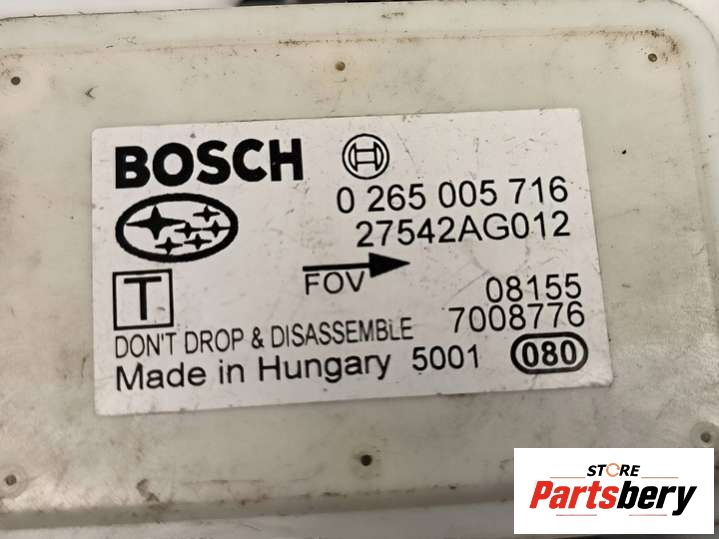 BOSCH
0 265 005 716
27542AG012
FOV
T
08155
DON'T DROP & DISASSEMBLE 7008776
Made in Hungary 5001 080
STORE
Partsbery